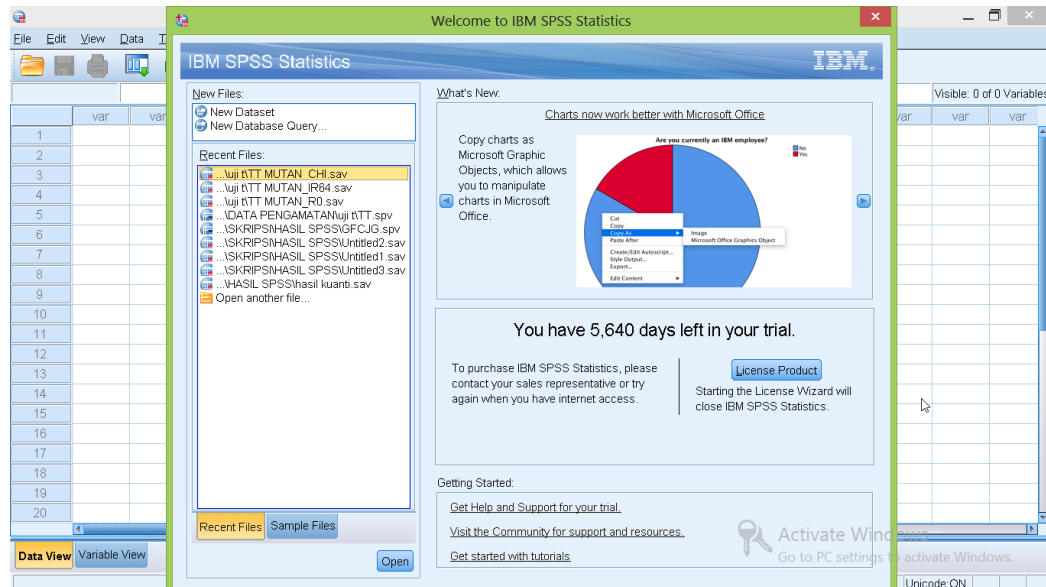 Welcome to IBM SPSS Statistics
File Edit View Data
IBM SPSS Statistics
IBM.
Visible: 0 of 0 Variables
var var var var var
1
2
3
4
5
6
7
8
9
10
11
12
13
14
15
16
17
18
19
20
New Files:
New Dataset
New Database Query...
Recent Files:
...\uji t\TT MUTAN_CHI.sav
...\uji t\TT MUTAN_IR64.sav
...\uji t\TT MUTAN_R0.sav
...\DATA PENGAMATAN\uji t\TT.spv
...\SKRIPSI\HASIL SPSS\GFCJG.spv
...\SKRIPSI\HASIL SPSS\Untitled2.sav
...\SKRIPSI\HASIL SPSS\Untitled1.sav
...\SKRIPSI\HASIL SPSS\Untitled3.sav
...\HASIL SPSS\hasil kuanti.sav
Open another file...
Recent Files Sample Files
Open
What's New:
Charts now work better with Microsoft Office
Copy charts as
Microsoft Graphic
Objects, which allows
you to manipulate
charts in Microsoft
Office.
Are you currently an IBM employee?
No
Yes
Cut
Copy
Copy As
Paste After
Create/Edit Autoscript...
Style Output...
Export...
Edit Content
Image
Microsoft Office Graphics Object
You have 5,640 days left in your trial.
To purchase IBM SPSS Statistics, please
contact your sales representative or try
again when you have internet access.
License Product
Starting the License Wizard will
close IBM SPSS Statistics.
Getting Started:
Get Help and Support for your trial.
Visit the Community for support and resources.
Get started with tutorials
Activate Windows
Go to PC settings to activate Windows.
Data View Variable View
Unicode:ON